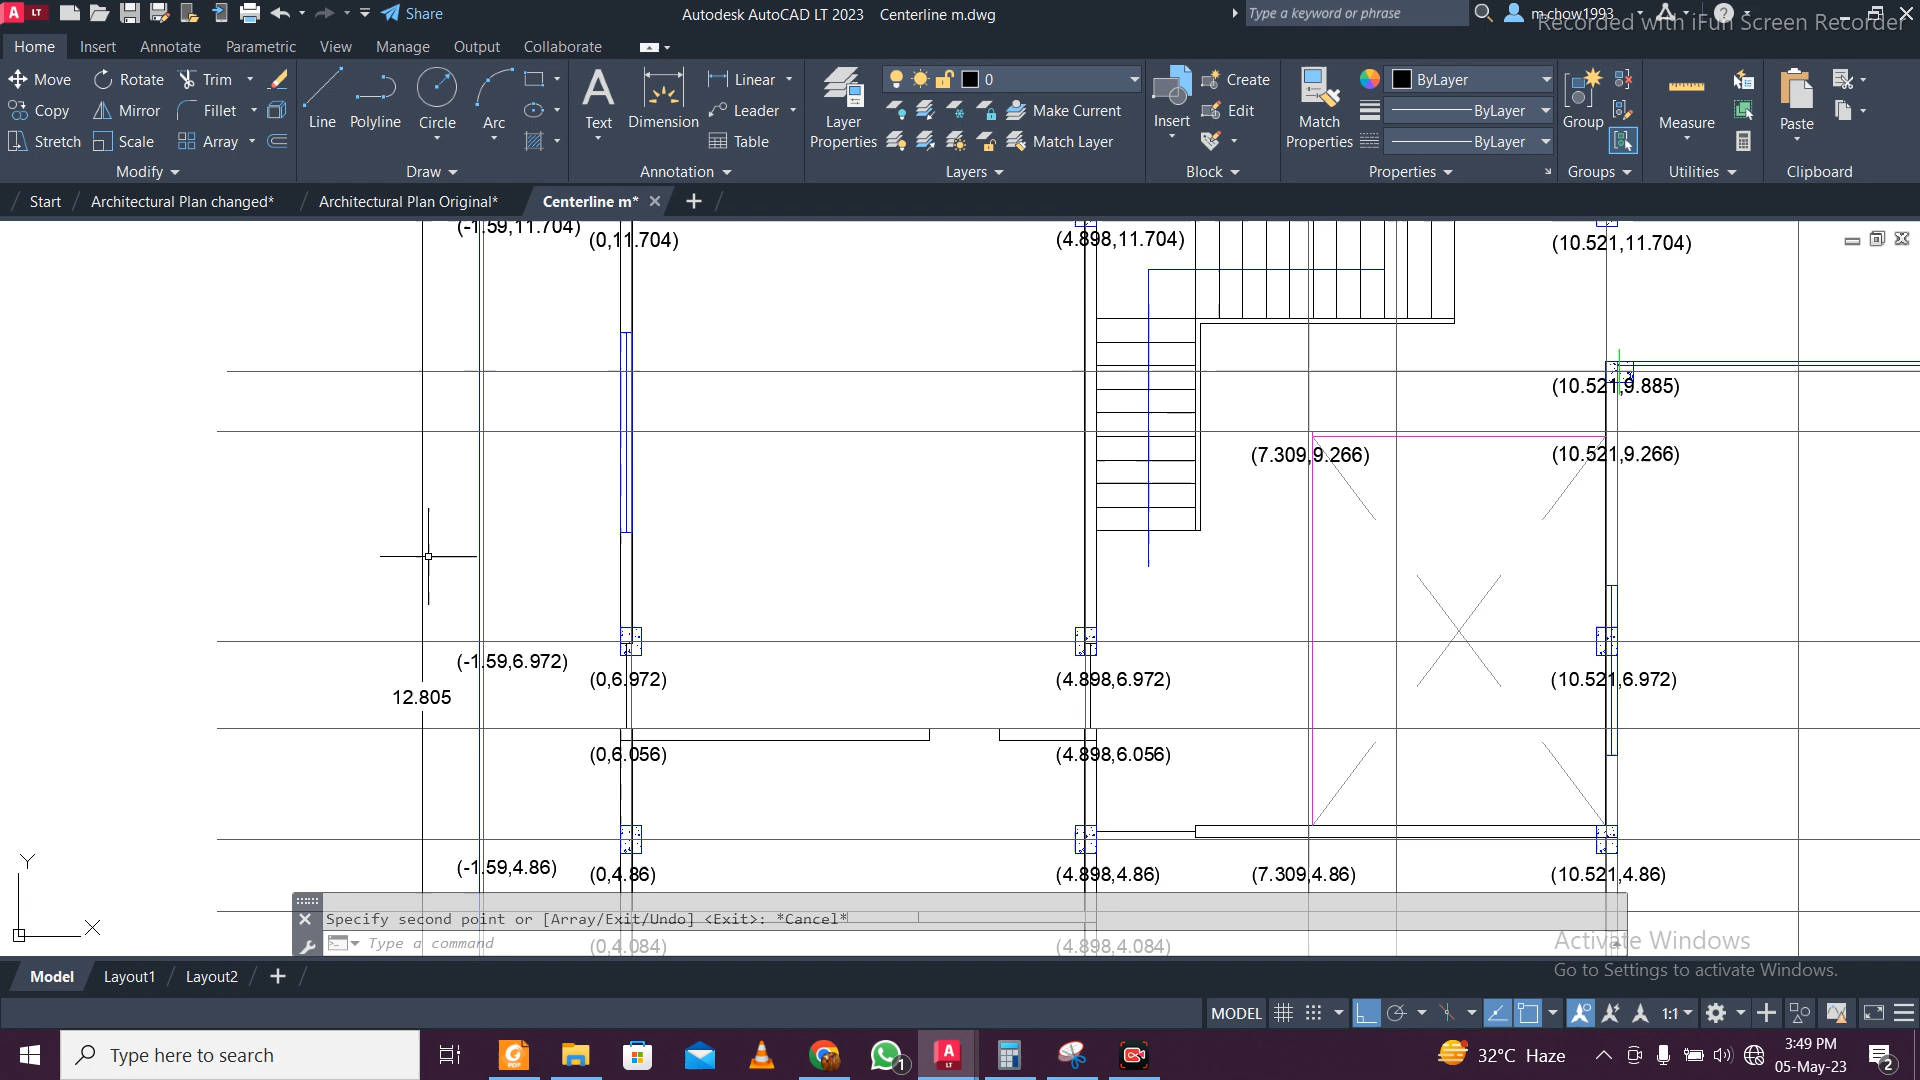 LT
Share
Autodesk AutoCAD LT 2023 Centerline m.dwg
Type a keyword or phrase
m.chow1993
Recorded with iFun Screen Recorder
Home Insert Annotate Parametric View Manage Output Collaborate
Move Rotate Trim
Copy Mirror Fillet
Stretch Scale Array
Modify
Line Polyline Circle Arc
Draw
Text Dimension
Linear
Leader
Table
Annotation
Layer Properties
0
Make Current
Match Layer
Layers
Insert
Create
Edit
Block
Match Properties
ByLayer
ByLayer
ByLayer
Properties
Group
Groups
Measure
Utilities
Paste
Clipboard
Start Architectural Plan changed* Architectural Plan Original* Centerline m*
(-1.59,11.704) (0,11.704) (4.898,11.704) (10.521,11.704)
(10.521,9.885)
(7.309,9.266) (10.521,9.266)
(-1.59,6.972) (0,6.972) (4.898,6.972) (10.521,6.972)
12.805
(0,6.056) (4.898,6.056)
(-1.59,4.86) (0,4.86) (4.898,4.86) (7.309,4.86) (10.521,4.86)
Y
X
Specify second point or [Array/Exit/Undo] <Exit>: *Cancel*
Type a command
(0,4.084) (4.898,4.084)
Activate Windows
Go to Settings to activate Windows.
Model Layout1 Layout2
MODEL 1:1
Type here to search
PDF
1
LT
32°C Haze
3:49 PM
05-May-23
2